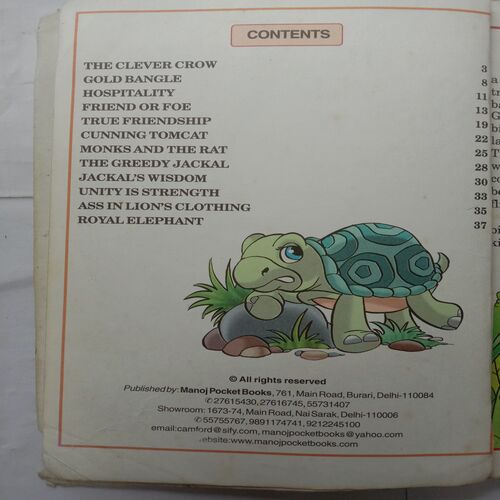 CONTENTS
THE CLEVER CROW 3
GOLD BANGLE 8
HOSPITALITY 11
FRIEND OR FOE 13
TRUE FRIENDSHIP 19
CUNNING TOMCAT 22
MONKS AND THE RAT 25
THE GREEDY JACKAL 28
JACKAL'S WISDOM 30
UNITY IS STRENGTH 33
ASS IN LION'S CLOTHING 35
ROYAL ELEPHANT 37
© All rights reserved
Published by: Manoj Pocket Books, 761, Main Road, Burari, Delhi-110084
✆27615430, 27616745, 55731407
Showroom: 1673-74, Main Road, Nai Sarak, Delhi-110006
✆55755767, 9891174741, 9212245100
email:camford@sify.com, manojpocketbooks@yahoo.com
ebsite:www.manojpocketbooks.com